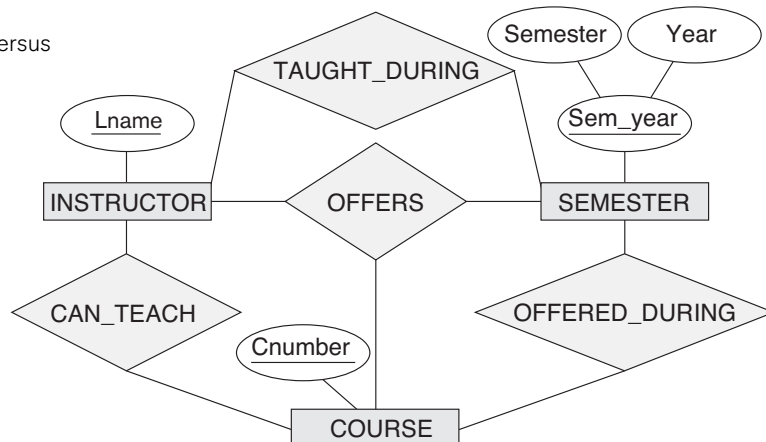 ersus
Semester
Year
TAUGHT_DURING
Lname
Sem_year
INSTRUCTOR
OFFERS
SEMESTER
CAN_TEACH
OFFERED_DURING
Cnumber
COURSE